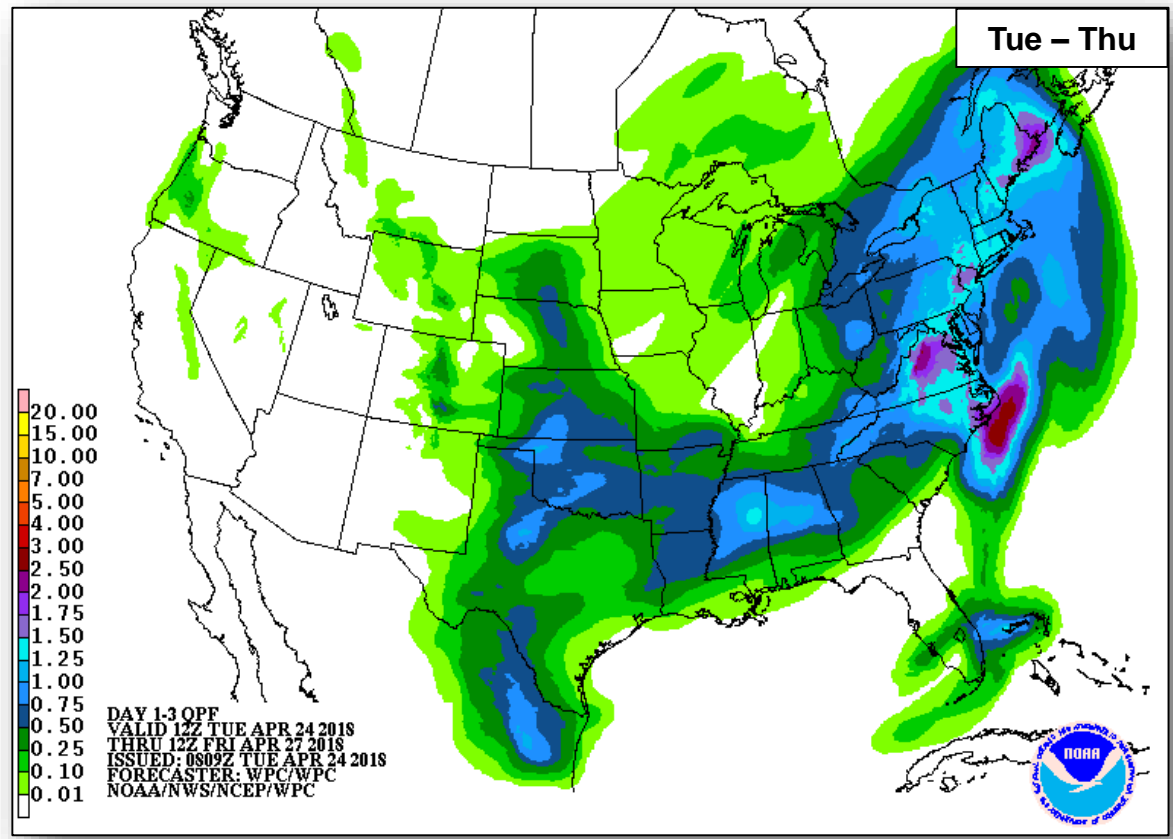 Tue – Thu
20.00
15.00
10.00
7.00
5.00
4.00
3.00
2.50
2.00
1.75
1.50
1.25
1.00
0.75
0.50
0.25
0.10
0.01
DAY 1-3 QPF
VALID 12Z TUE APR 24 2018
THRU 12Z FRI APR 27 2018
ISSUED: 0809Z TUE APR 24 2018
FORECASTER: WPC/WPC
NOAA/NWS/NCEP/WPC
NOAA